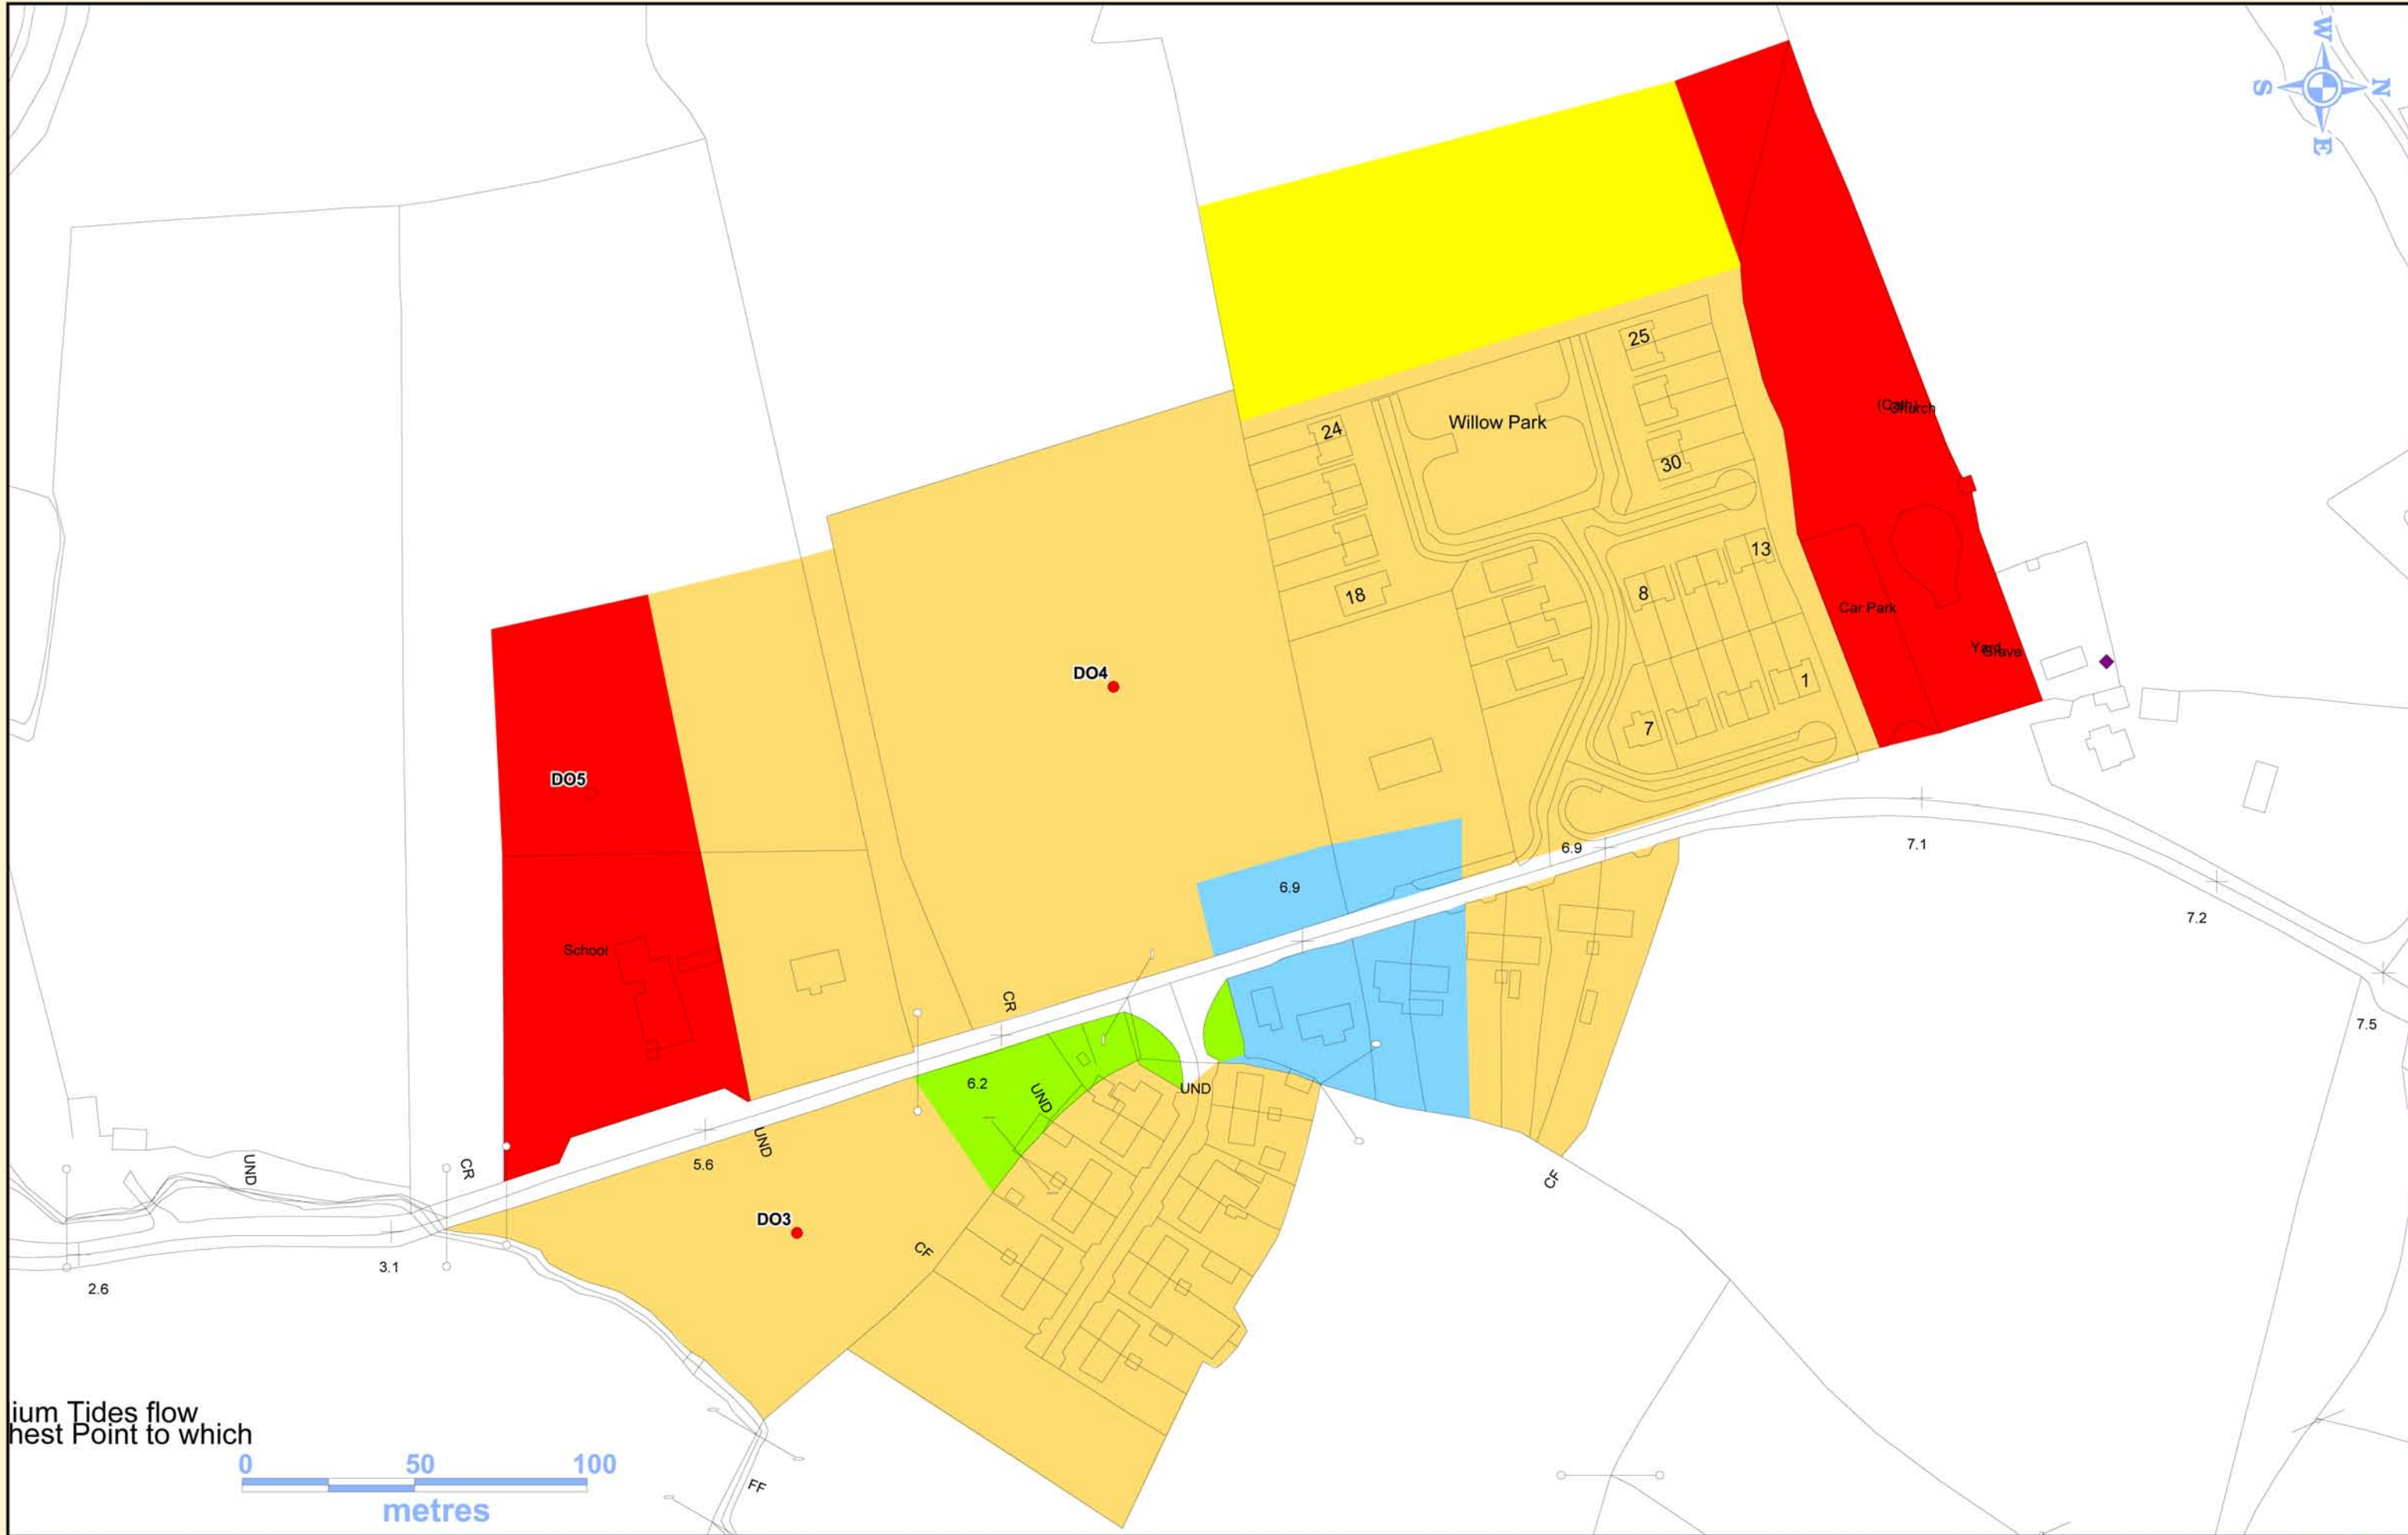 W
S
N
E
25
24
Willow Park
30
(Cath)
Church
13
8
18
Car Park
Yard
Grave
DO4
1
7
DO5
6.9
7.1
6.9
7.2
School
CR
7.5
6.2
UND
UND
5.6
UND
CR
UND
CF
DO3
CF
3.1
2.6
ium Tides flow
hest Point to which
0 50 100
metres
FF